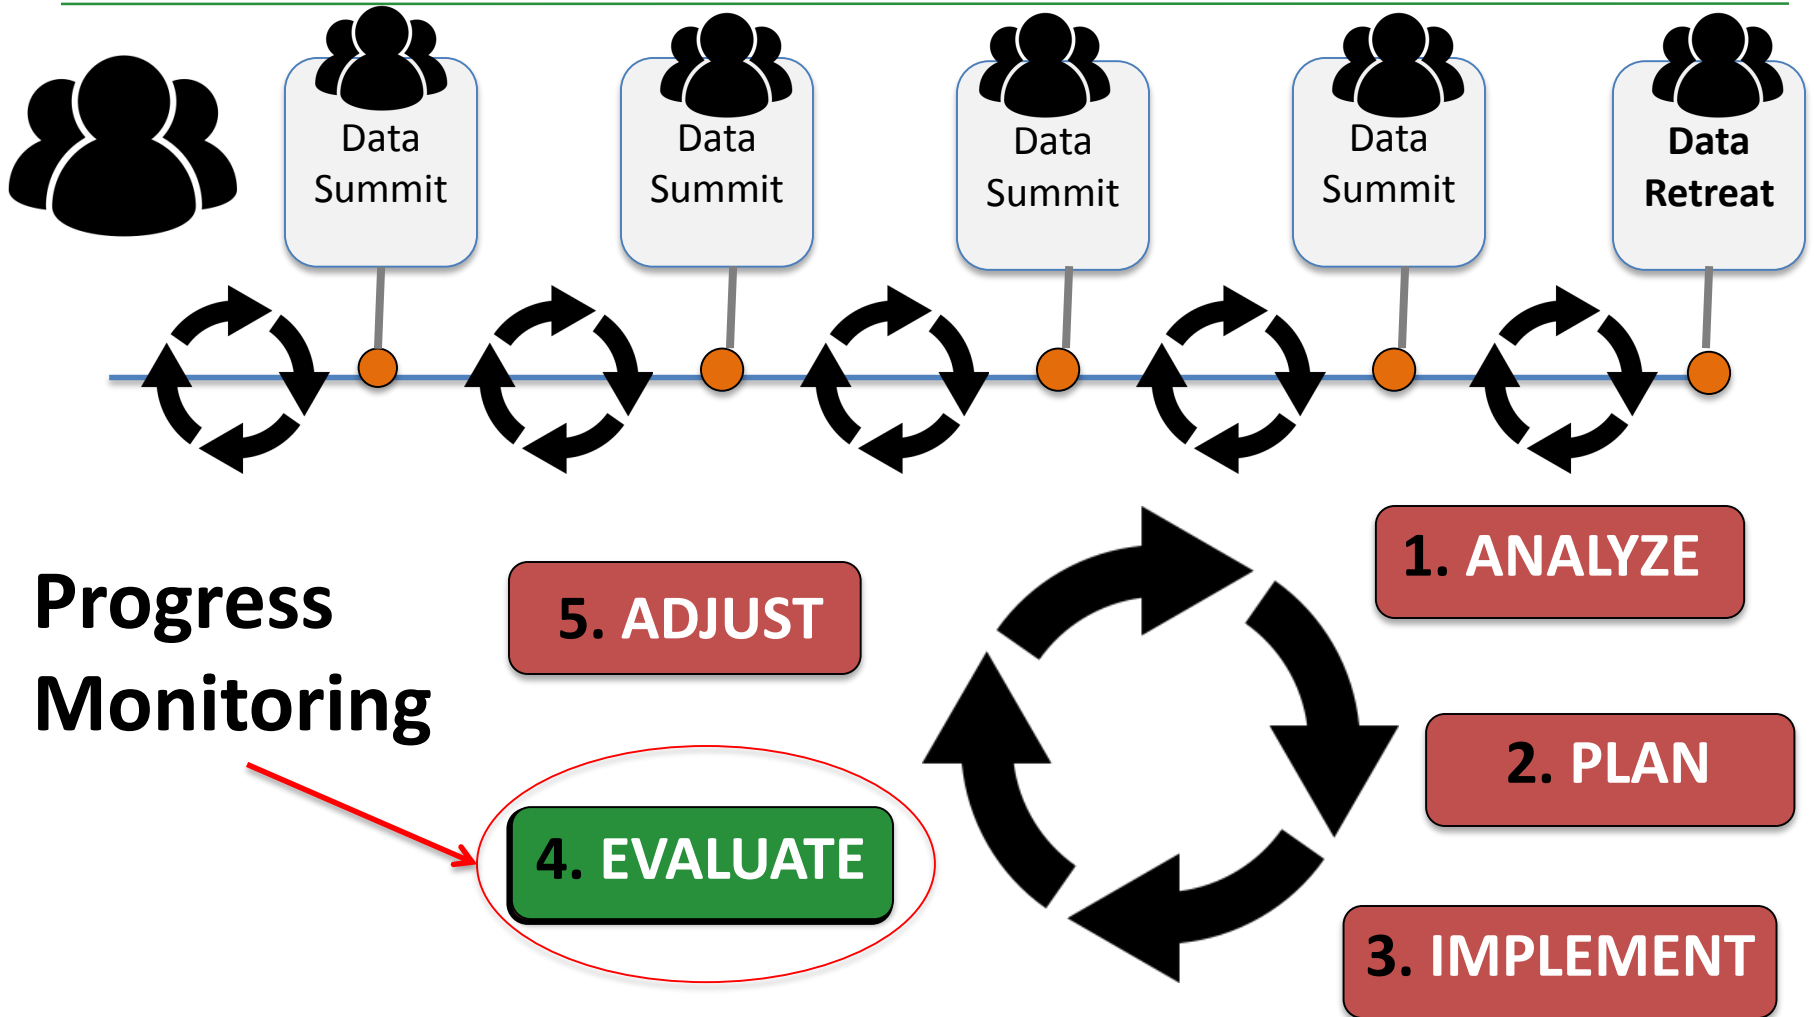 Data
Summit
Data
Summit
Data
Summit
Data
Summit
Data
Retreat
Progress
Monitoring
1. ANALYZE
2. PLAN
3. IMPLEMENT
4. EVALUATE
5. ADJUST